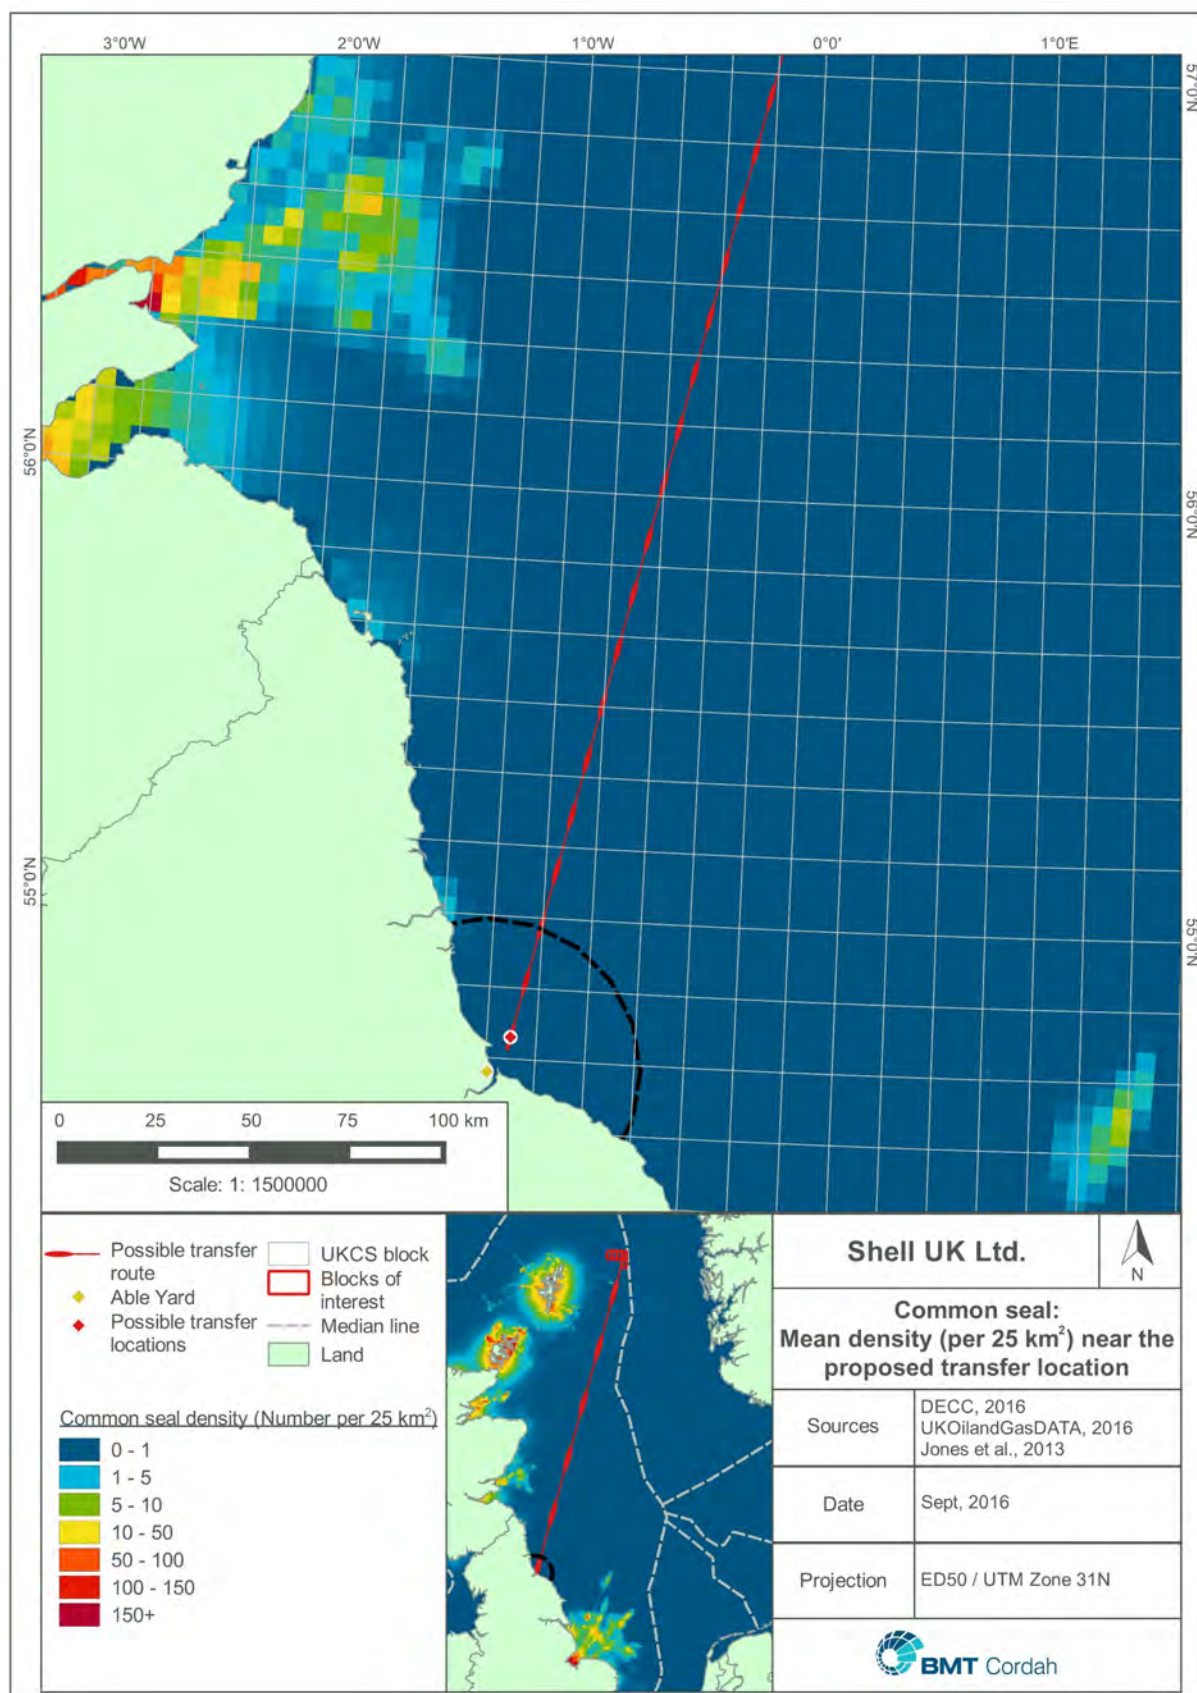 3°0'W 2°0'W 1°0'W 0°0' 1°0'E
57°0'N
56°0'N
56°0'N
55°0'N
55°0'N
0 25 50 75 100 km
Scale: 1: 1500000
Possible transfer
route
Able Yard
Possible transfer
locations
UKCS block
Blocks of
interest
Median line
Land
Common seal density (Number per 25 km²)
0 - 1
1 - 5
5 - 10
10 - 50
50 - 100
100 - 150
150+
Shell UK Ltd.
N
Common seal:
Mean density (per 25 km²) near the
proposed transfer location
Sources
DECC, 2016
UKOilandGasDATA, 2016
Jones et al., 2013
Date
Sept, 2016
Projection
ED50 / UTM Zone 31N
BMT Cordah